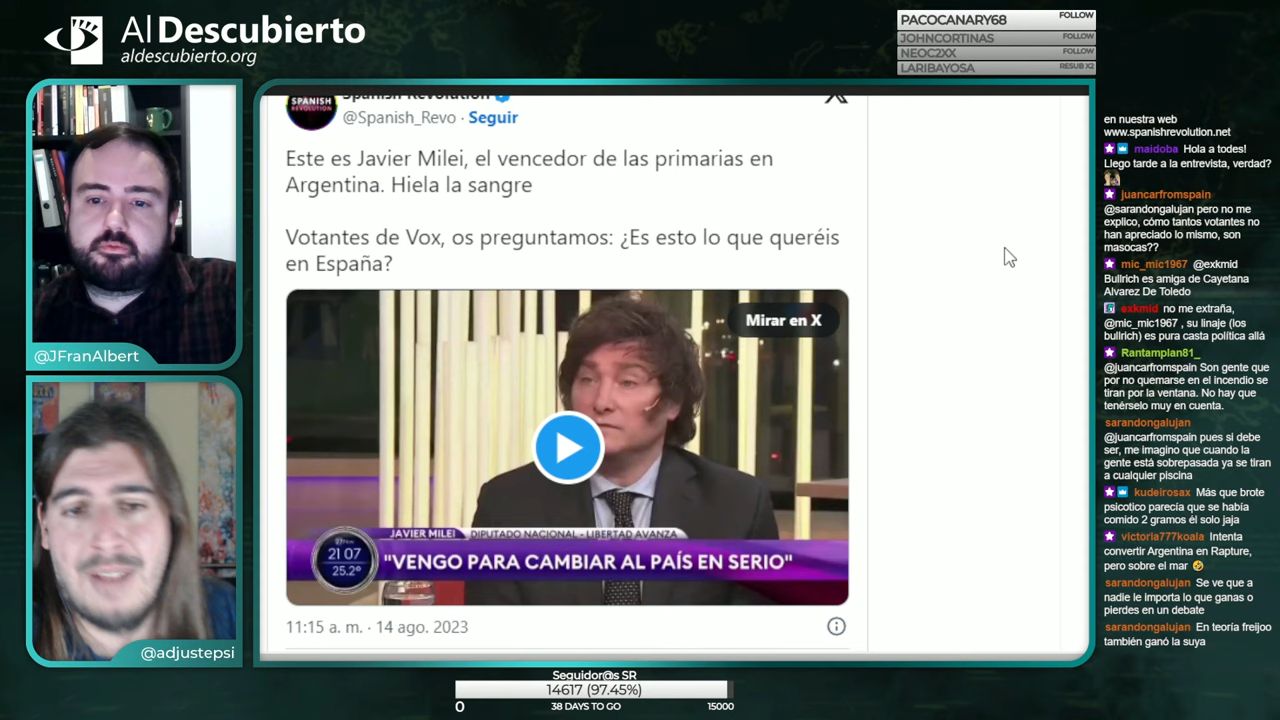 Al Descubierto
aldescubierto.org
PACOCANARY68 FOLLOW
JOHNCORTINAS FOLLOW
NEOC2XX FOLLOW
LARIBAYOSA RESUB X2
@JFranAlbert
@adjustepsi
SPANISH
REVOLUTION
Spanish Revolution
@Spanish_Revo · Seguir
Este es Javier Milei, el vencedor de las primarias en
Argentina. Hiela la sangre
Votantes de Vox, os preguntamos: ¿Es esto lo que queréis
en España?
Mirar en X
JAVIER MILEI DIPUTADO NACIONAL - LIBERTAD AVANZA
21 07
25.2°
"VENGO PARA CAMBIAR AL PAÍS EN SERIO"
11:15 a. m. · 14 ago. 2023
en nuestra web
www.spanishrevolution.net
maidoba Hola a todes!
Llego tarde a la entrevista, verdad?
juancarfromspain
@sarandongalujan pero no me
explico, cómo tantos votantes no
han apreciado lo mismo, son
masocas??
mic_mic1967 @exkmid
Bullrich es amiga de Cayetana
Alvarez De Toledo
exkmid no me extraña,
@mic_mic1967 , su linaje (los
bullrich) es pura casta política allá
Rantamplan81_
@juancarfromspain Son gente que
por no quemarse en el incendio se
tiran por la ventana. No hay que
tenérselo muy en cuenta.
sarandongalujan
@juancarfromspain pues si debe
ser, me imagino que cuando la
gente está sobrepasada ya se tiran
a cualquier piscina
kudeirosax Más que brote
psicotico parecía que se había
comido 2 gramos él solo jaja
victoria777koala Intenta
convertir Argentina en Rapture,
pero sobre el mar 🤣
sarandongalujan Se ve que a
nadie le importa lo que ganas o
pierdes en un debate
sarandongalujan En teoría freijoo
también ganó la suya
Seguidor@s SR
14617 (97.45%)
0 38 DAYS TO GO 15000